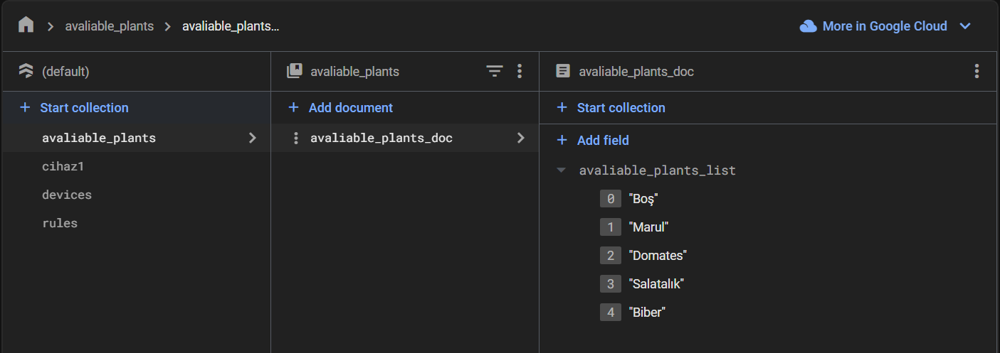 avaliable_plants avaliable_plants... More in Google Cloud
(default) avaliable_plants avaliable_plants_doc
+ Start collection + Add document + Start collection
avaliable_plants avaliable_plants_doc + Add field
cihaz1 avaliable_plants_list
devices 0 "Boş"
rules 1 "Marul"
2 "Domates"
3 "Salatalık"
4 "Biber"